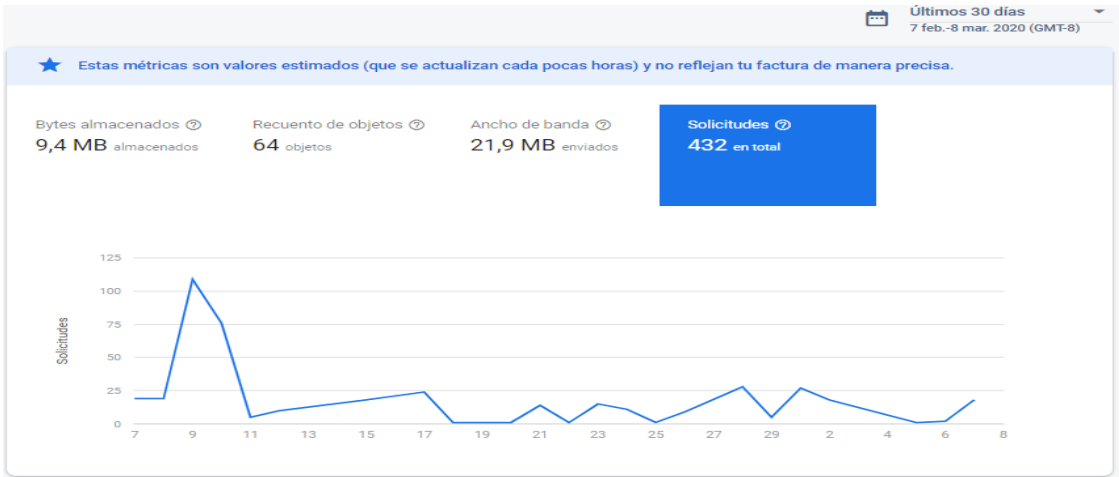 Últimos 30 días
7 feb.-8 mar. 2020 (GMT-8)
Estas métricas son valores estimados (que se actualizan cada pocas horas) y no reflejan tu factura de manera precisa.
Bytes almacenados Recuento de objetos Ancho de banda Solicitudes
9,4 MB almacenados 64 objetos 21,9 MB enviados 432 en total
125
100
75
50
25
0
Solicitudes
7 9 11 13 15 17 19 21 23 25 27 29 2 4 6 8